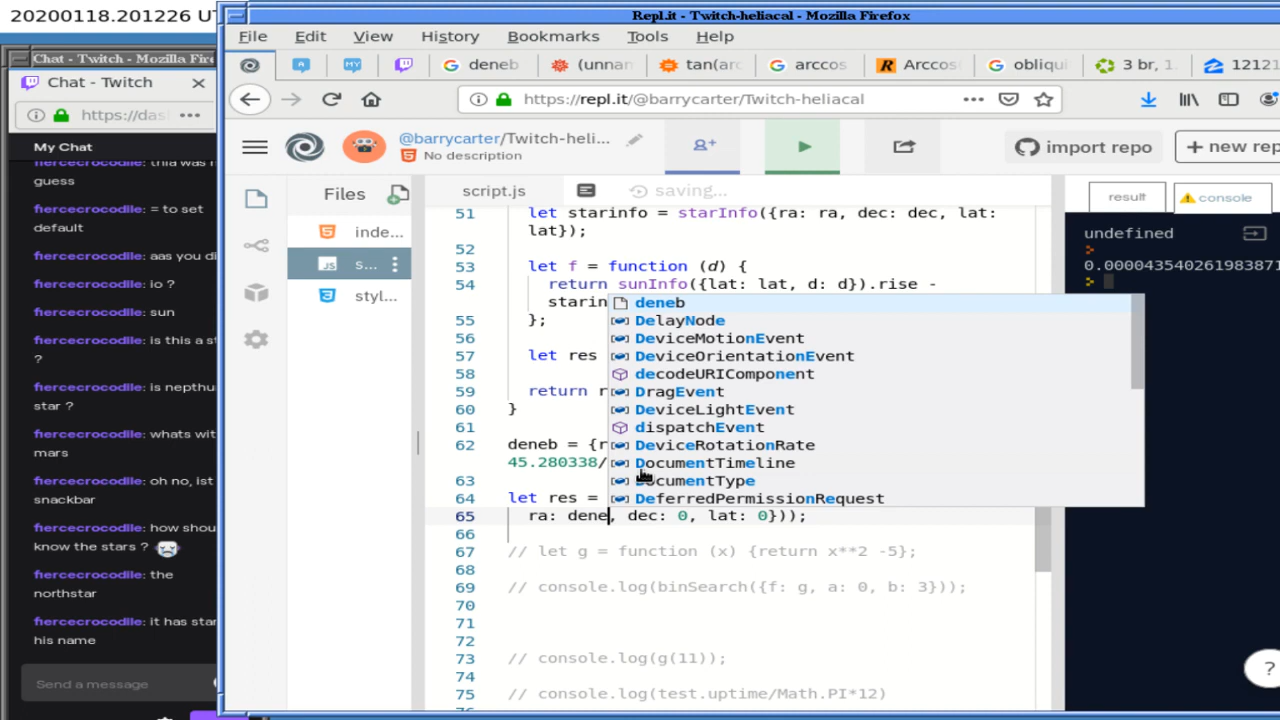 20200118.201226 U
Chat - Twitch - Mozilla Fire
Chat - Twitch
https://das
My Chat
fiercecrocodile: this was
guess
fiercecrocodile: = to set
default
fiercecrocodile: aas you di
fiercecrocodile: io ?
fiercecrocodile: sun
fiercecrocodile: is this a st
?
fiercecrocodile: is nepthu
star ?
fiercecrocodile: whats wit
mars
fiercecrocodile: oh no, ist
snackbar
fiercecrocodile: how shou
know the stars ?
fiercecrocodile: the
northstar
fiercecrocodile: it has star
his name
Send a message
Repl.it - Twitch-heliacal - Mozilla Firefox
File Edit View History Bookmarks Tools Help
deneb
(unnar
tan(arc
arccos
Arccos
obliqu
3 br, 1.
12121
https://repl.it/@barrycarter/Twitch-heliacal
@barrycarter/Twitch-heli...
No description
import repo
+ new rep
Files
script.js
saving...
result
console
inde...
s...
styl...
51 let starinfo = starInfo({ra: ra, dec: dec, lat:
lat});
52
53 let f = function (d) {
54 return sunInfo({lat: lat, d: d}).rise -
starin
55 };
56
57 let res
58
59 return r
60 }
61
62 deneb = {r
45.280338/
63
64 let res =
65 ra: dene, dec: 0, lat: 0}));
66
67 // let g = function (x) {return x**2 -5};
68
69 // console.log(binSearch({f: g, a: 0, b: 3}));
70
71
72
73 // console.log(g(11));
74
75 // console.log(test.uptime/Math.PI*12)
deneb
DelayNode
DeviceMotionEvent
DeviceOrientationEvent
decodeURIComponent
DragEvent
DeviceLightEvent
dispatchEvent
DeviceRotationRate
DocumentTimeline
DocumentType
DeferredPermissionRequest
undefined
0.000043540261983871
?